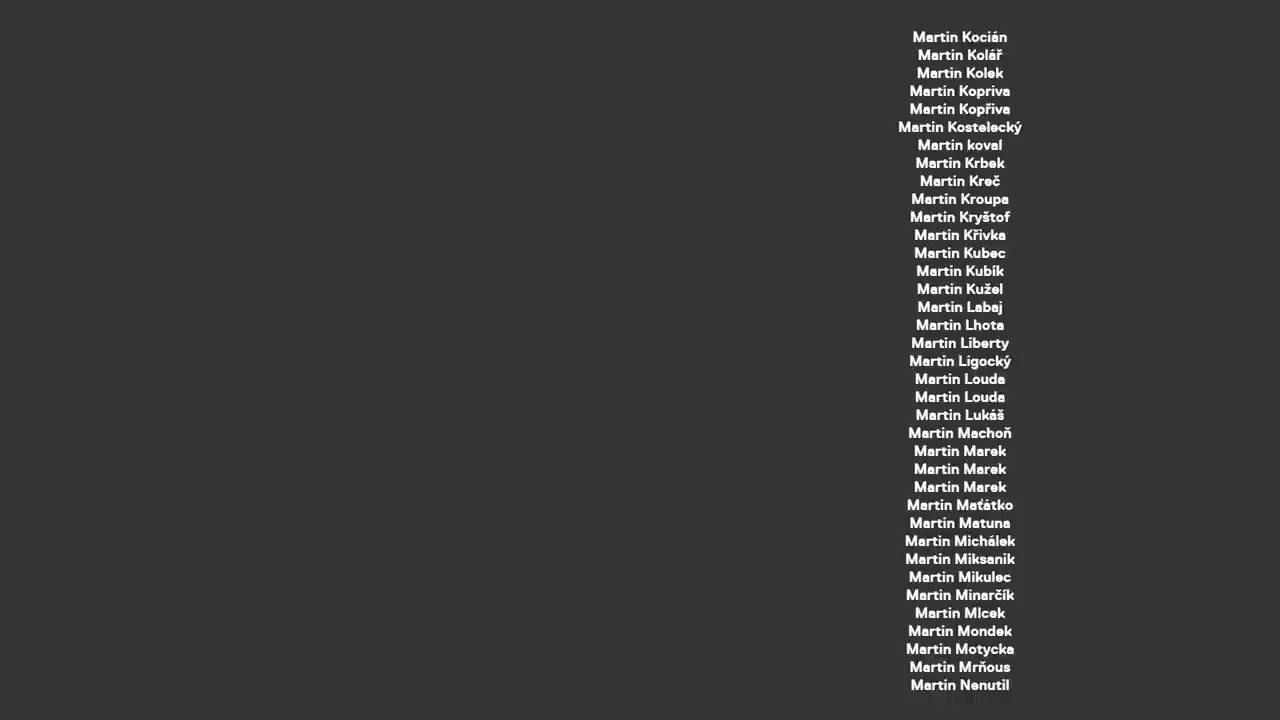 Martin Kocián
Martin Kolář
Martin Kolek
Martin Kopriva
Martin Kopřiva
Martin Kostelecký
Martin koval
Martin Krbek
Martin Kreč
Martin Kroupa
Martin Kryštof
Martin Křivka
Martin Kubec
Martin Kubík
Martin Kužel
Martin Labaj
Martin Lhota
Martin Liberty
Martin Ligocký
Martin Louda
Martin Louda
Martin Lukáš
Martin Machoň
Martin Marek
Martin Marek
Martin Marek
Martin Maťátko
Martin Matuna
Martin Michálek
Martin Miksanik
Martin Mikulec
Martin Minarčík
Martin Mlcek
Martin Mondek
Martin Motycka
Martin Mrňous
Martin Nenutil